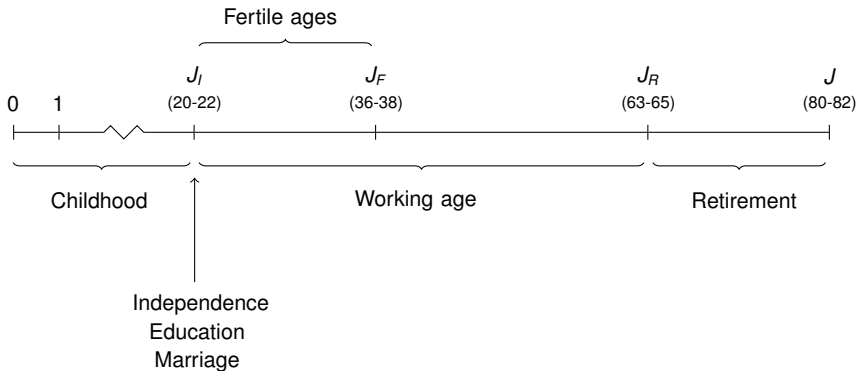 Fertile ages
J_I J_F J_R J
0 1 (20-22) (36-38) (63-65) (80-82)
Childhood Working age Retirement
Independence
Education
Marriage